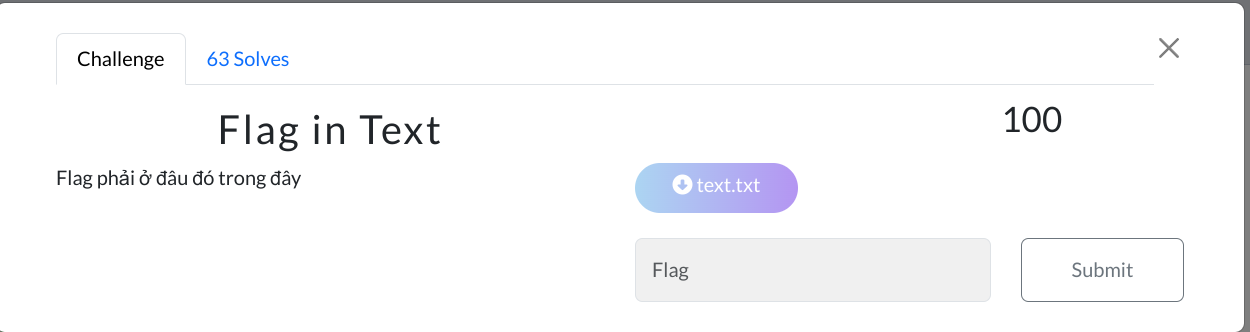 Challenge
63 Solves
Flag in Text
100
Flag phải ở đâu đó trong đây
text.txt
Flag
Submit